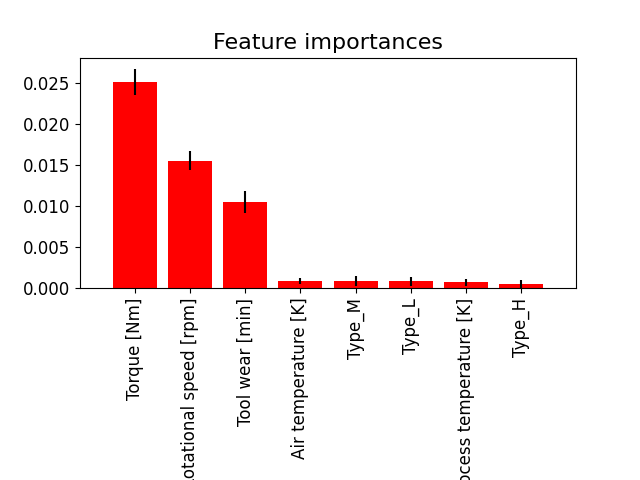 Feature importances
0.025
0.020
0.015
0.010
0.005
0.000
Torque [Nm]
otational speed [rpm]
Tool wear [min]
Air temperature [K]
Type_M
Type_L
ocess temperature [K]
Type_H